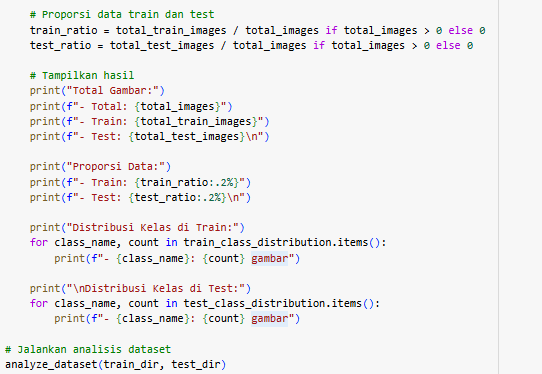 # Proporsi data train dan test
train_ratio = total_train_images / total_images if total_images > 0 else 0
test_ratio = total_test_images / total_images if total_images > 0 else 0
# Tampilkan hasil
print("Total Gambar:")
print(f"- Total: {total_images}")
print(f"- Train: {total_train_images}")
print(f"- Test: {total_test_images}\n")
print("Proporsi Data:")
print(f"- Train: {train_ratio:.2%}")
print(f"- Test: {test_ratio:.2%}\n")
print("Distribusi Kelas di Train:")
for class_name, count in train_class_distribution.items():
print(f"- {class_name}: {count} gambar")
print("\nDistribusi Kelas di Test:")
for class_name, count in test_class_distribution.items():
print(f"- {class_name}: {count} gambar")
# Jalankan analisis dataset
analyze_dataset(train_dir, test_dir)